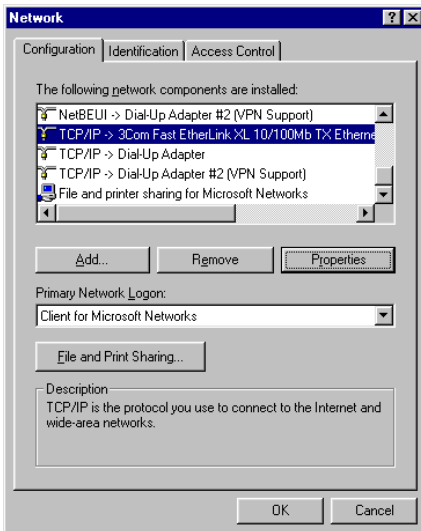 Network
Configuration Identification Access Control
The following network components are installed:
NetBEUI -> Dial-Up Adapter #2 (VPN Support)
TCP/IP -> 3Com Fast EtherLink XL 10/100Mb TX Etherne
TCP/IP -> Dial-Up Adapter
TCP/IP -> Dial-Up Adapter #2 (VPN Support)
File and printer sharing for Microsoft Networks
Add... Remove Properties
Primary Network Logon:
Client for Microsoft Networks
File and Print Sharing...
Description
TCP/IP is the protocol you use to connect to the Internet and
wide-area networks.
OK Cancel